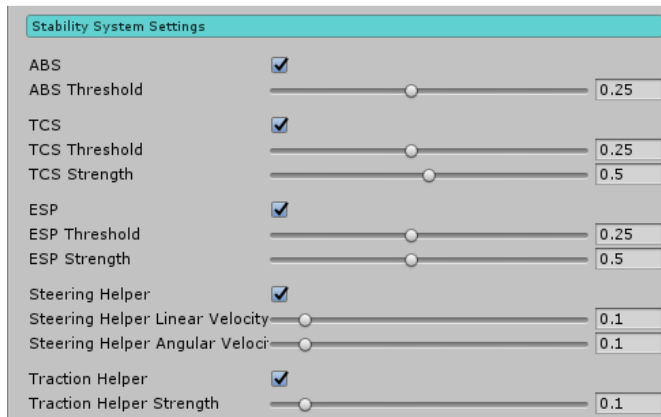 Stability System Settings
ABS
ABS Threshold 0.25
TCS
TCS Threshold 0.25
TCS Strength 0.5
ESP
ESP Threshold 0.25
ESP Strength 0.5
Steering Helper
Steering Helper Linear Velocity 0.1
Steering Helper Angular Veloci 0.1
Traction Helper
Traction Helper Strength 0.1